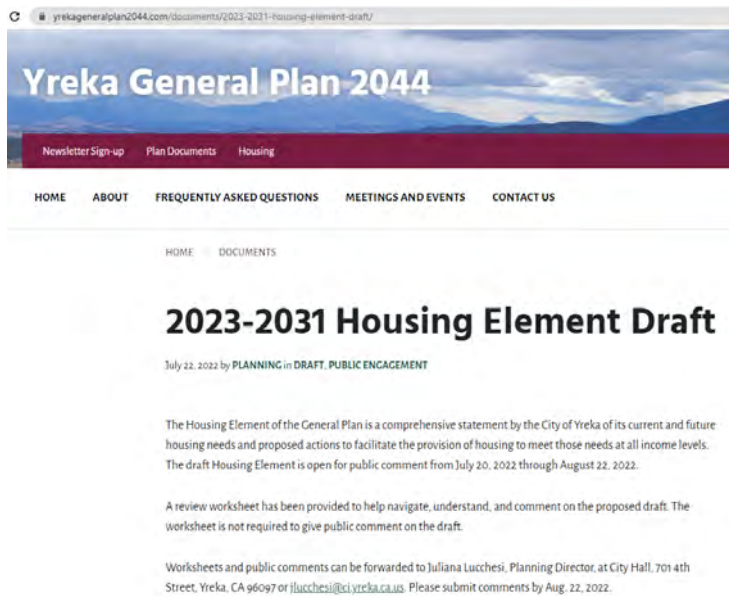 yrekageneralplan2044.com/documents/2023-2031-housing-element-draft/
Yreka General Plan 2044
Newsletter Sign-up Plan Documents Housing
HOME ABOUT FREQUENTLY ASKED QUESTIONS MEETINGS AND EVENTS CONTACT US
HOME DOCUMENTS
2023-2031 Housing Element Draft
July 22, 2022 by PLANNING in DRAFT, PUBLIC ENGAGEMENT
The Housing Element of the General Plan is a comprehensive statement by the City of Yreka of its current and future
housing needs and proposed actions to facilitate the provision of housing to meet those needs at all income levels.
The draft Housing Element is open for public comment from July 20, 2022 through August 22, 2022.
A review worksheet has been provided to help navigate, understand, and comment on the proposed draft. The
worksheet is not required to give public comment on the draft.
Worksheets and public comments can be forwarded to Juliana Lucchesi, Planning Director, at City Hall, 701 4th
Street, Yreka, CA 96097 or jlucchesi@ci.yreka.ca.us. Please submit comments by Aug. 22, 2022.